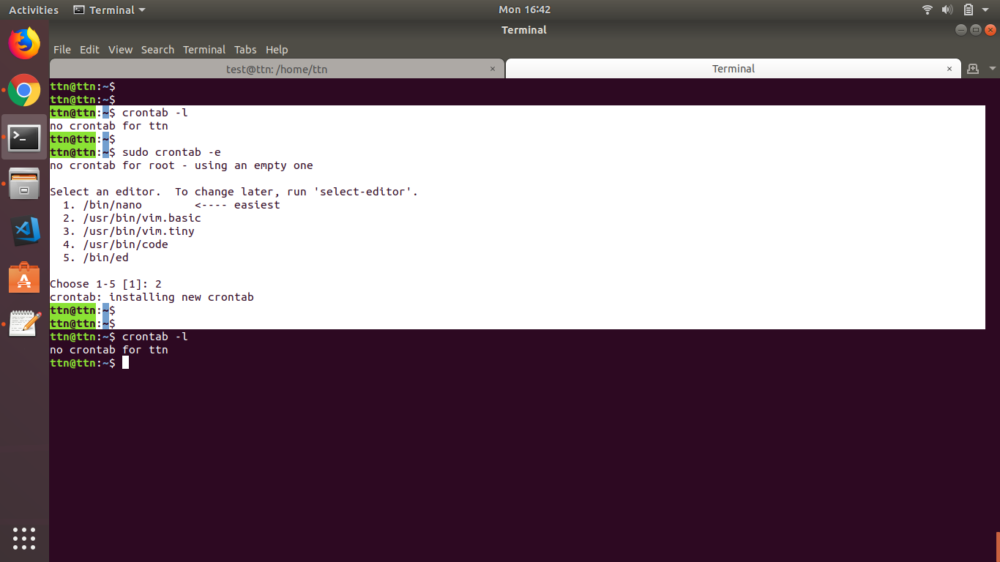 Activities Terminal Mon 16:42
Terminal
File Edit View Search Terminal Tabs Help
test@ttn: /home/ttn × Terminal ×
ttn@ttn:~$
ttn@ttn:~$
ttn@ttn:~$ crontab -l
no crontab for ttn
ttn@ttn:~$
ttn@ttn:~$ sudo crontab -e
no crontab for root - using an empty one
Select an editor.  To change later, run 'select-editor'.
  1. /bin/nano        <---- easiest
  2. /usr/bin/vim.basic
  3. /usr/bin/vim.tiny
  4. /usr/bin/code
  5. /bin/ed
Choose 1-5 [1]: 2
crontab: installing new crontab
ttn@ttn:~$
ttn@ttn:~$
ttn@ttn:~$ crontab -l
no crontab for ttn
ttn@ttn:~$